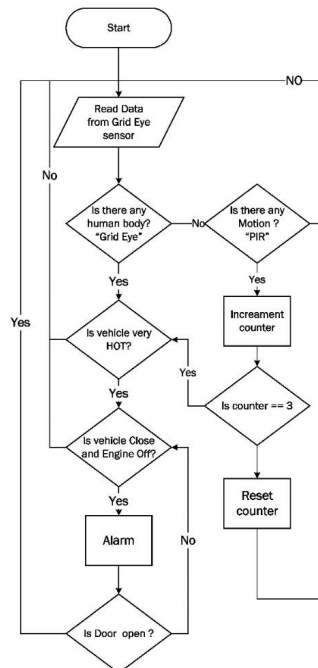 Start
NO
Read Data
from Grid Eye
sensor
No
Is there any
human body?
"Grid Eye"
No
Is there any
Motion ?
"PIR"
Yes
Yes
Yes
Increament
counter
Is vehicle very
HOT?
Yes
Is counter == 3
Is vehicle Close
and Engine Off?
Yes
Yes
Reset
counter
Alarm
No
Is Door open ?